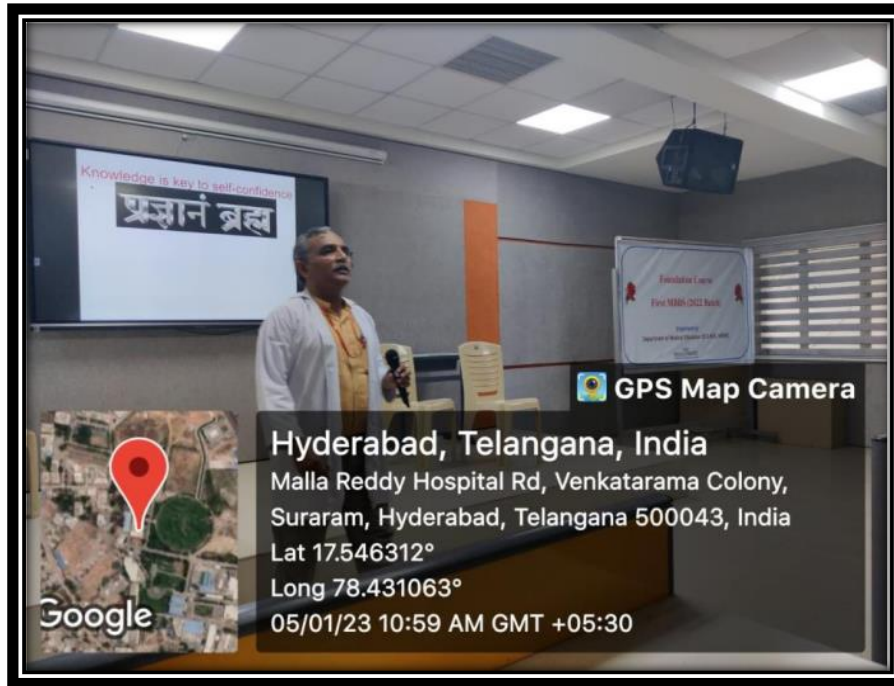 Knowledge is key to self-confidence
प्रज्ञानं ब्रह्म
Foundation Course
First MBBS (2022 Batch)
GPS Map Camera
Hyderabad, Telangana, India
Malla Reddy Hospital Rd, Venkatarama Colony,
Suraram, Hyderabad, Telangana 500043, India
Lat 17.546312°
Long 78.431063°
05/01/23 10:59 AM GMT +05:30
Google